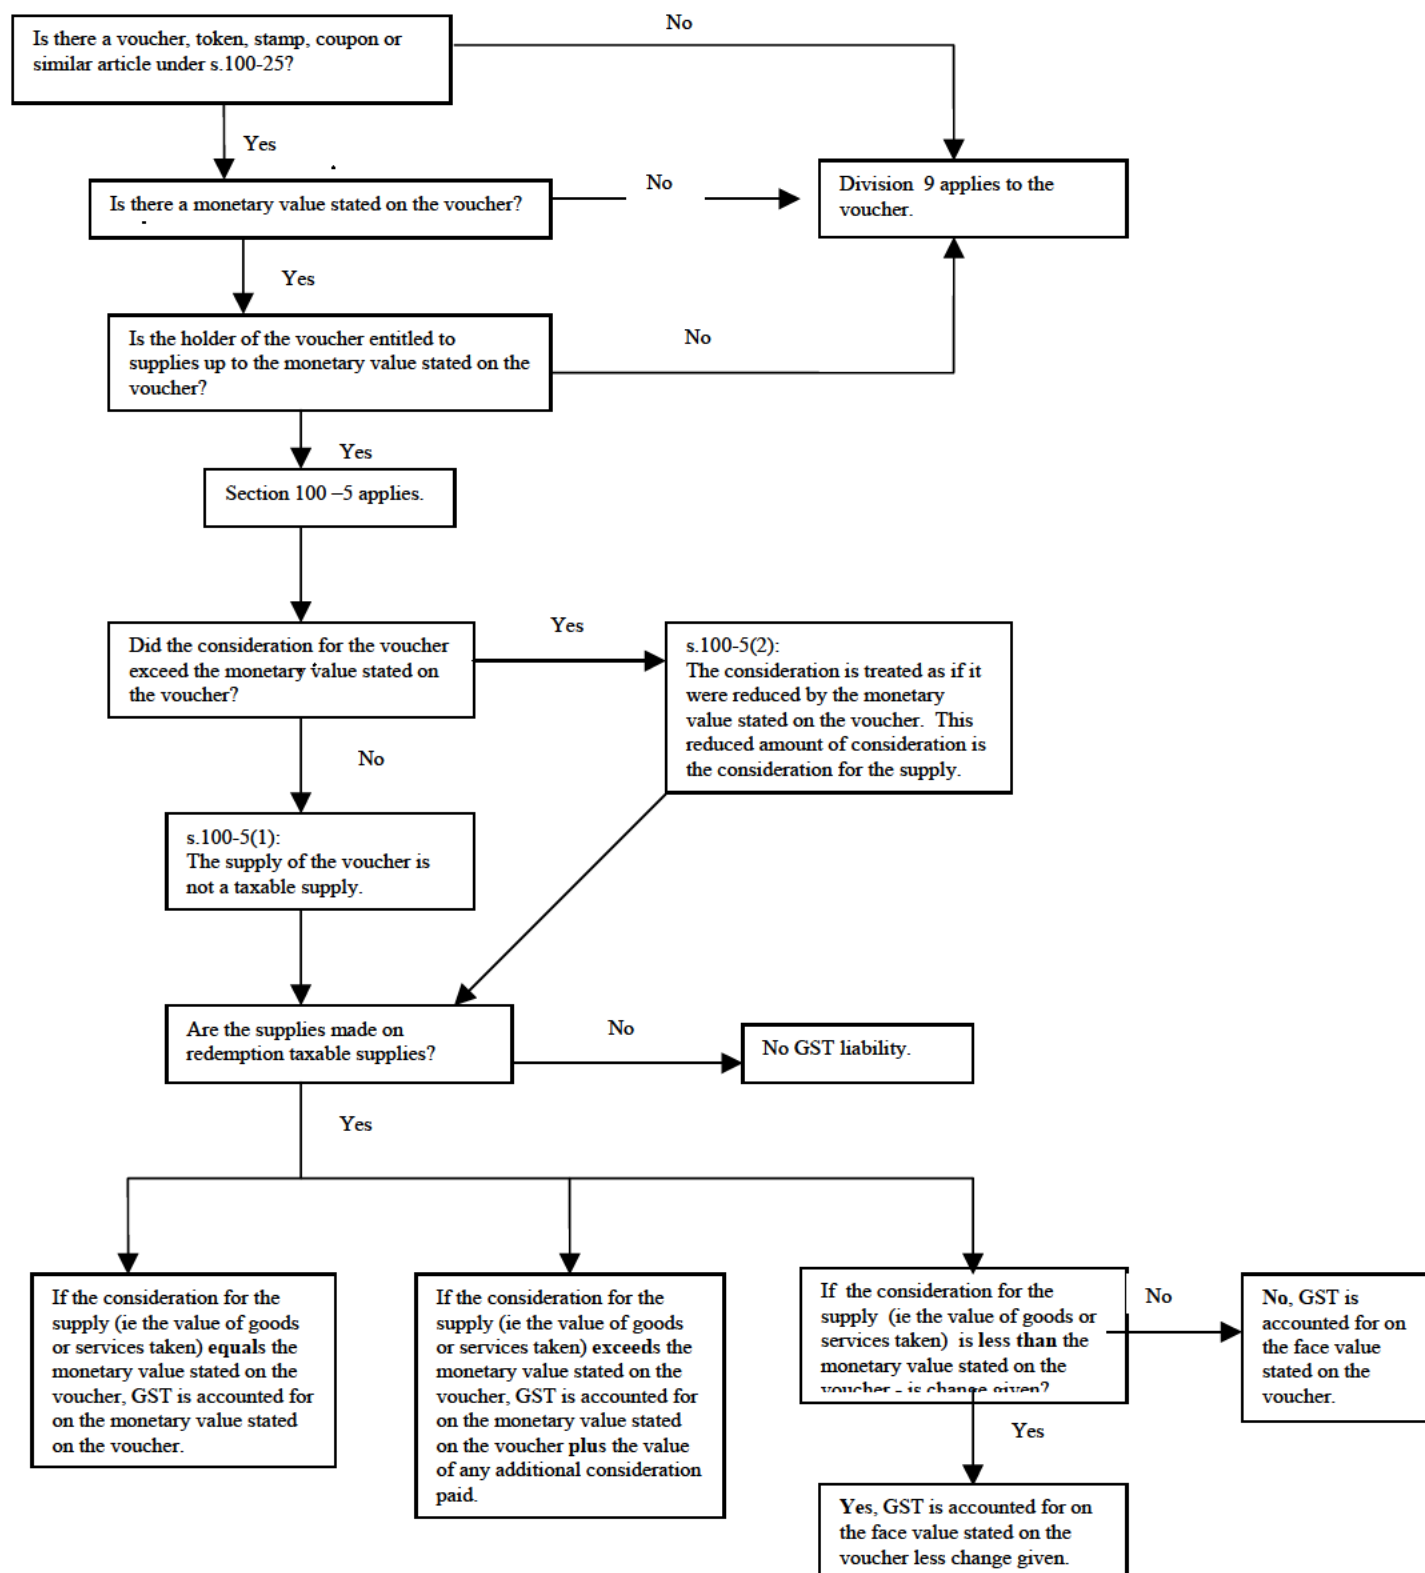 No
Is there a voucher, token, stamp, coupon or
similar article under s.100-25?
Yes
Is there a monetary value stated on the voucher?
No
Division 9 applies to the
voucher.
Yes
Is the holder of the voucher entitled to
supplies up to the monetary value stated on the
voucher?
No
Yes
Section 100 –5 applies.
Did the consideration for the voucher
exceed the monetary value stated on
the voucher?
Yes
s.100-5(2):
The consideration is treated as if it
were reduced by the monetary
value stated on the voucher. This
reduced amount of consideration is
the consideration for the supply.
No
s.100-5(1):
The supply of the voucher is
not a taxable supply.
Are the supplies made on
redemption taxable supplies?
No
No GST liability.
Yes
If the consideration for the
supply (ie the value of goods
or services taken) equals the
monetary value stated on the
voucher, GST is accounted for
on the monetary value stated
on the voucher.
If the consideration for the
supply (ie the value of goods
or services taken) exceeds the
monetary value stated on the
voucher, GST is accounted for
on the monetary value stated
on the voucher plus the value
of any additional consideration
paid.
If the consideration for the
supply (ie the value of goods or
services taken) is less than the
monetary value stated on the
voucher - is change given?
No
No, GST is
accounted for on
the face value
stated on the
voucher.
Yes
Yes, GST is accounted for on
the face value stated on the
voucher less change given.